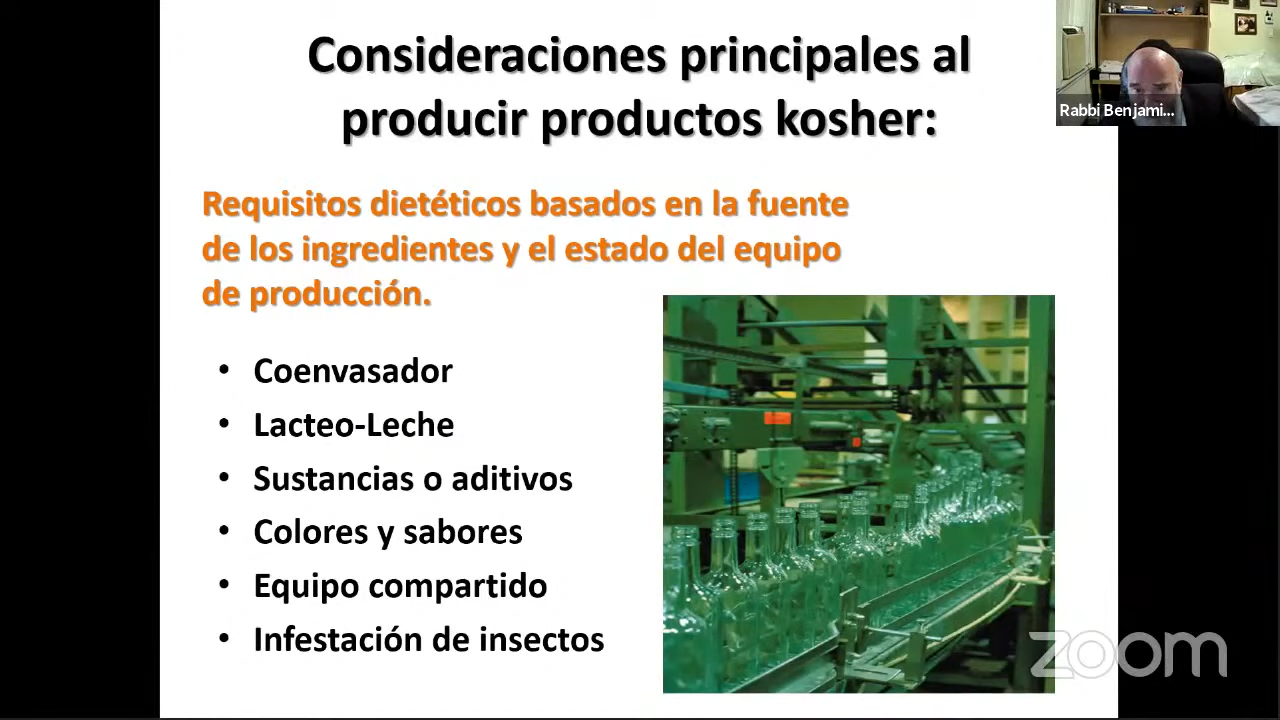 Consideraciones principales al
producir productos kosher:
Rabbi Benjami...
Requisitos dietéticos basados en la fuente
de los ingredientes y el estado del equipo
de producción.
• Coenvasador
• Lacteo-Leche
• Sustancias o aditivos
• Colores y sabores
• Equipo compartido
• Infestación de insectos
zoom